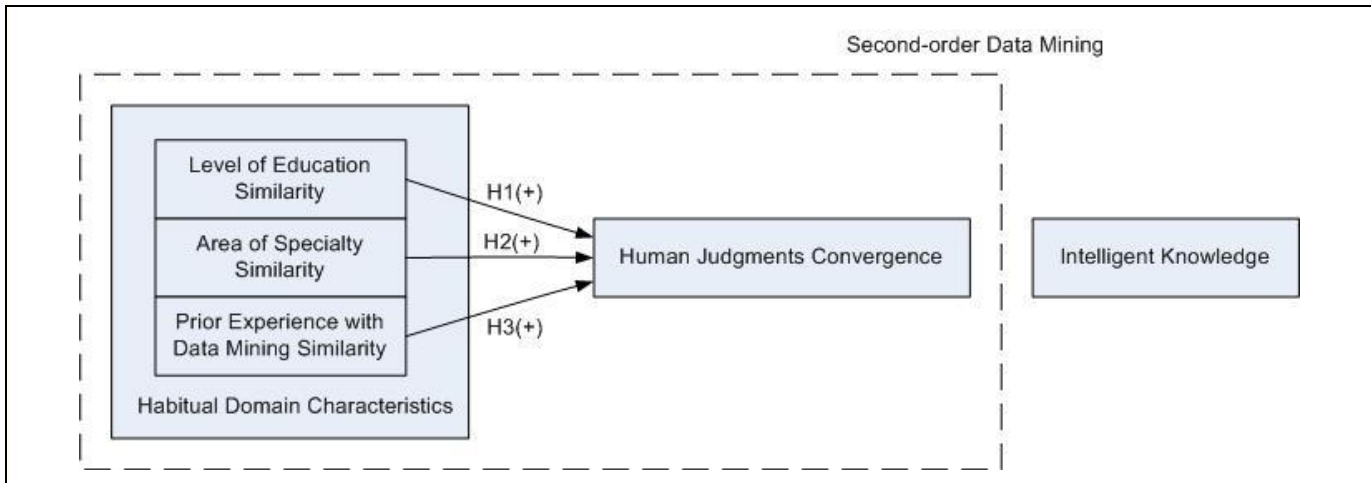 Second-order Data Mining
Level of Education
Similarity
Area of Specialty
Similarity
Prior Experience with
Data Mining Similarity
Habitual Domain Characteristics
H1(+)
H2(+)
H3(+)
Human Judgments Convergence
Intelligent Knowledge